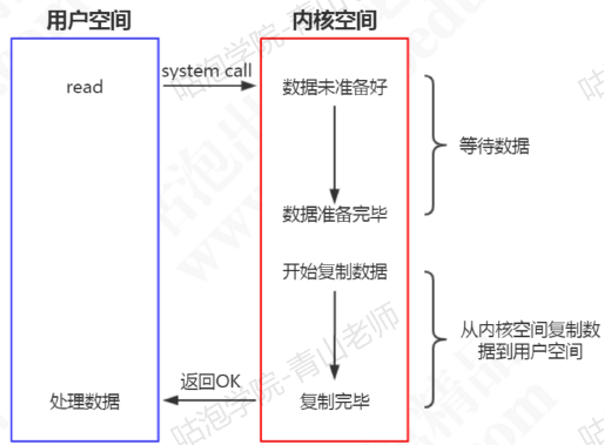 用户空间
内核空间
read
system call
数据未准备好
等待数据
数据准备完毕
开始复制数据
从内核空间复制数
据到用户空间
返回OK
处理数据
复制完毕
咕泡学院-青山老师